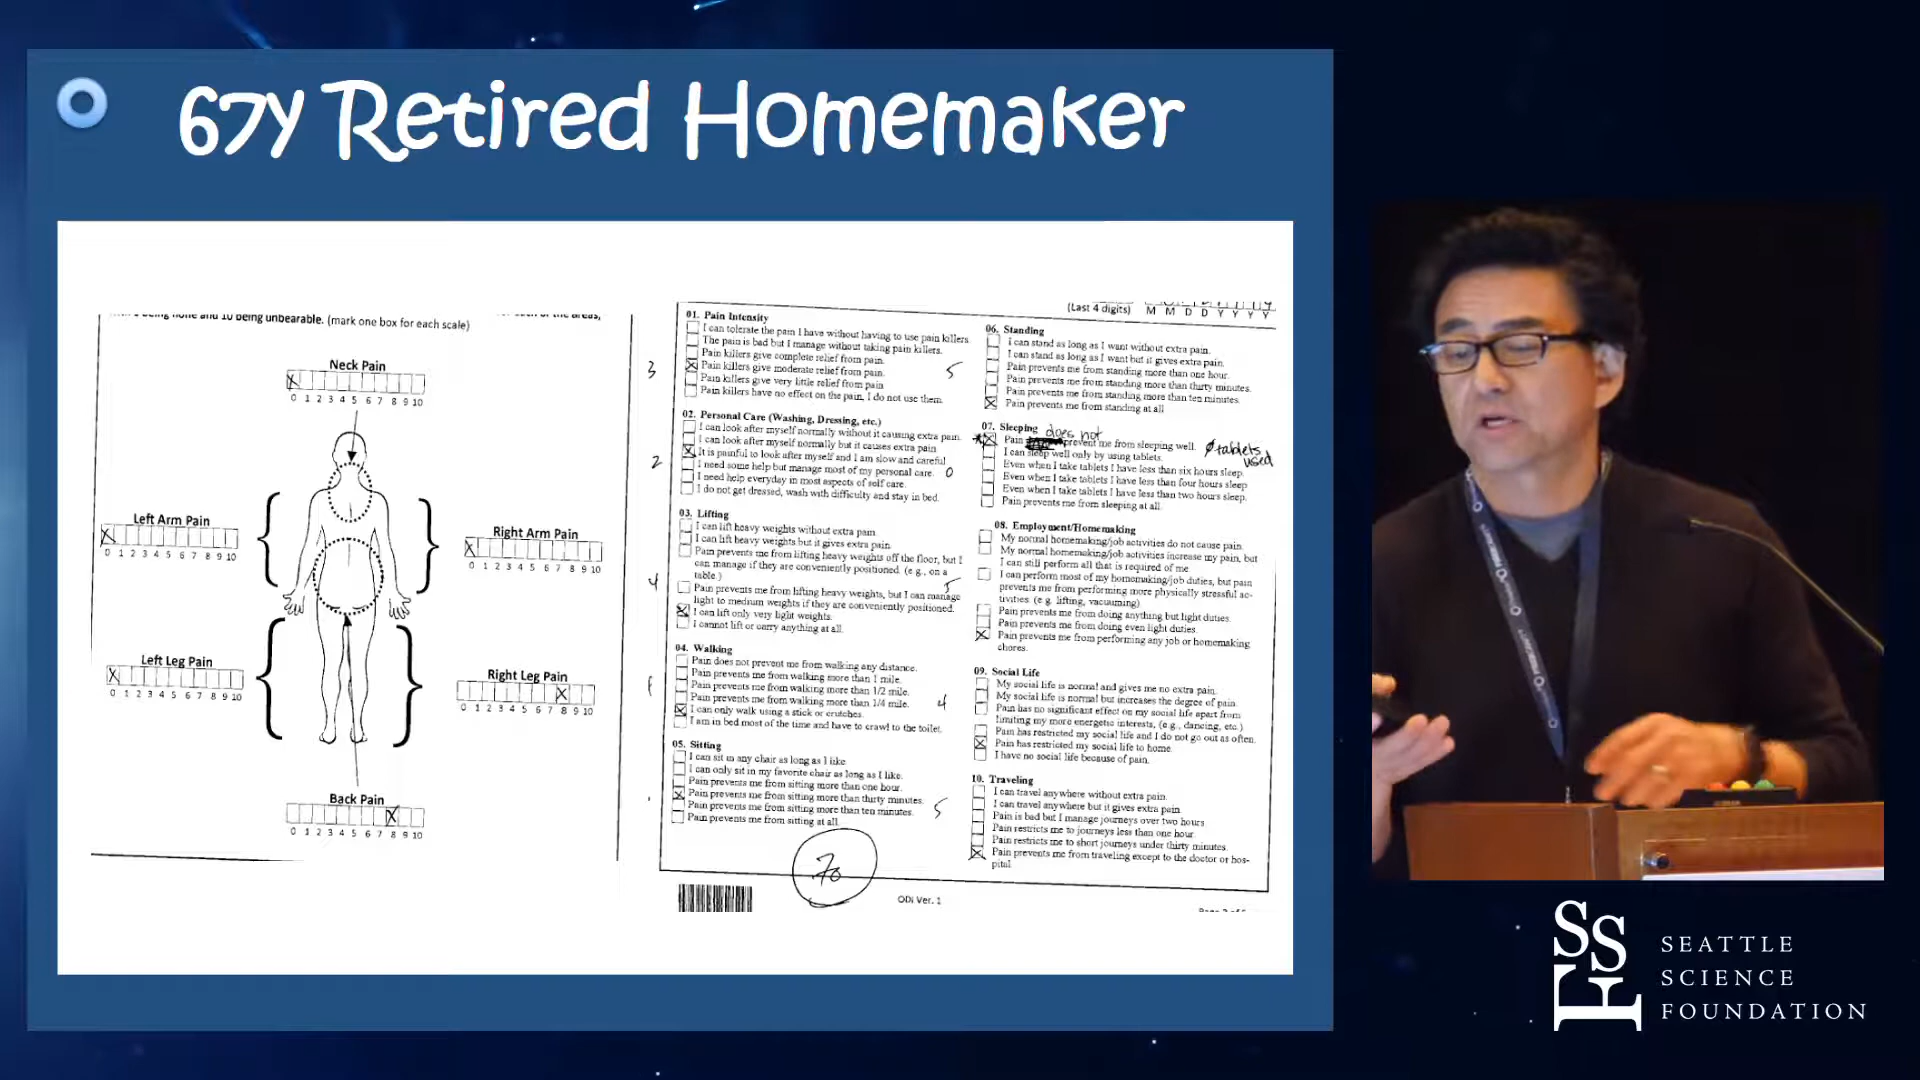 67y Retired Homemaker
10 being unbearable. (mark one box for each scale)
Neck Pain
0 1 2 3 4 5 6 7 8 9 10
Left Arm Pain
0 1 2 3 4 5 6 7 8 9 10
Right Arm Pain
0 1 2 3 4 5 6 7 8 9 10
Left Leg Pain
0 1 2 3 4 5 6 7 8 9 10
Right Leg Pain
0 1 2 3 4 5 6 7 8 9 10
Back Pain
0 1 2 3 4 5 6 7 8 9 10
(Last 4 digits) M M D D Y Y Y Y
01. Pain Intensity
I can tolerate the pain I have without having to use pain killers.
The pain is bad but I manage without taking pain killers.
Pain killers give complete relief from pain.
3 Pain killers give moderate relief from pain. 5
Pain killers give very little relief from pain
Pain killers have no effect on the pain, I do not use them.
02. Personal Care (Washing, Dressing, etc.)
I can look after myself normally without it causing extra pain.
I can look after myself normally but it causes extra pain
2 It is painful to look after myself and I am slow and careful
I need some help but manage most of my personal care. 0
I need help everyday in most aspects of self care.
I do not get dressed, wash with difficulty and stay in bed.
03. Lifting
I can lift heavy weights without extra pain
I can lift heavy weights but it gives extra pain.
Pain prevents me from lifting heavy weights off the floor, but I
can manage if they are conveniently positioned. (e.g., on a
table.) 5
4 Pain prevents me from lifting heavy weights, but I can manage
light to medium weights if they are conveniently positioned.
I can lift only very light weights.
I cannot lift or carry anything at all.
04. Walking
Pain does not prevent me from walking any distance.
Pain prevents me from walking more than 1 mile.
Pain prevents me from walking more than 1/2 mile.
Pain prevents me from walking more than 1/4 mile. 4
I can only walk using a stick or crutches.
I am in bed most of the time and have to crawl to the toilet.
05. Sitting
I can sit in any chair as long as I like
I can only sit in my favorite chair as long as I like.
Pain prevents me from sitting more than one hour.
Pain prevents me from sitting more than thirty minutes.
Pain prevents me from sitting more than ten minutes. 5
Pain prevents me from sitting at all.
70
ODI Ver. 1
06. Standing
I can stand as long as I want without extra pain.
I can stand as long as I want but it gives extra pain.
Pain prevents me from standing more than one hour.
Pain prevents me from standing more than thirty minutes.
Pain prevents me from standing more than ten minutes.
Pain prevents me from standing at all
07. Sleeping does not
Pain prevent me from sleeping well. tablets
I can sleep well only by using tablets. used
Even when I take tablets I have less than six hours sleep.
Even when I take tablets I have less than four hours sleep
Even when I take tablets I have less than two hours sleep.
Pain prevents me from sleeping at all.
08. Employment/Homemaking
My normal homemaking/job activities do not cause pain.
My normal homemaking/job activities increase my pain, but
I can still perform all that is required of me
I can perform most of my homemaking/job duties, but pain
prevents me from performing more physically stressful ac-
tivities. (e.g. lifting, vacuuming)
Pain prevents me from doing anything but light duties.
Pain prevents me from doing even light duties.
Pain prevents me from performing any job or homemaking
chores.
09. Social Life
My social life is normal and gives me no extra pain.
My social life is normal but increases the degree of pain.
Pain has no significant effect on my social life apart from
limiting my more energetic interests, (e.g., dancing, etc.)
Pain has restricted my social life and I do not go out as often.
Pain has restricted my social life to home.
I have no social life because of pain.
10. Traveling
I can travel anywhere without extra pain.
I can travel anywhere but it gives extra pain
Pain is bad but I manage journeys over two hours
Pain restricts me to journeys less than one hour.
Pain restricts me to short journeys under thirty minutes.
Pain prevents me from traveling except to the doctor or hos-
pital.
SSF
SEATTLE
SCIENCE
FOUNDATION